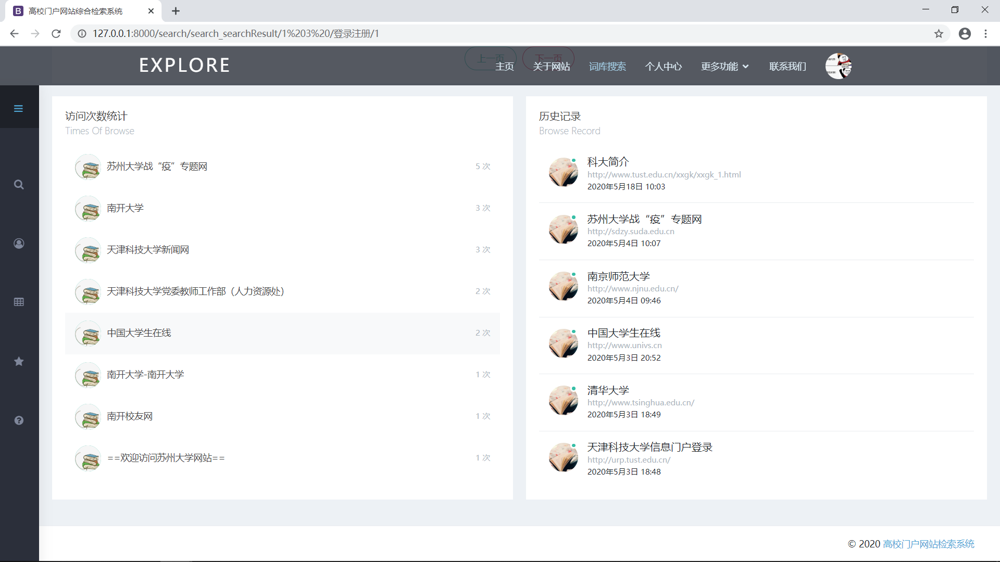 高校门户网站综合检索系统
127.0.0.1:8000/search/search_searchResult/1%203%20/登录注册/1
上一页
下一页
EXPLORE
主页
关于网站
词库搜索
个人中心
更多功能
联系我们
访问次数统计
Times Of Browse
苏州大学战“疫”专题网 5 次
南开大学 3 次
天津科技大学新闻网 3 次
天津科技大学党委教师工作部（人力资源处） 2 次
中国大学生在线 2 次
南开大学-南开大学 1 次
南开校友网 1 次
==欢迎访问苏州大学网站== 1 次
历史记录
Browse Record
科大简介
http://www.tust.edu.cn/xxgk/xxgk_1.html
2020年5月18日 10:03
苏州大学战“疫”专题网
http://sdzy.suda.edu.cn
2020年5月4日 10:07
南京师范大学
http://www.njnu.edu.cn/
2020年5月4日 09:46
中国大学生在线
http://www.univs.cn
2020年5月3日 20:52
清华大学
http://www.tsinghua.edu.cn/
2020年5月3日 18:49
天津科技大学信息门户登录
http://urp.tust.edu.cn/
2020年5月3日 18:48
© 2020 高校门户网站检索系统